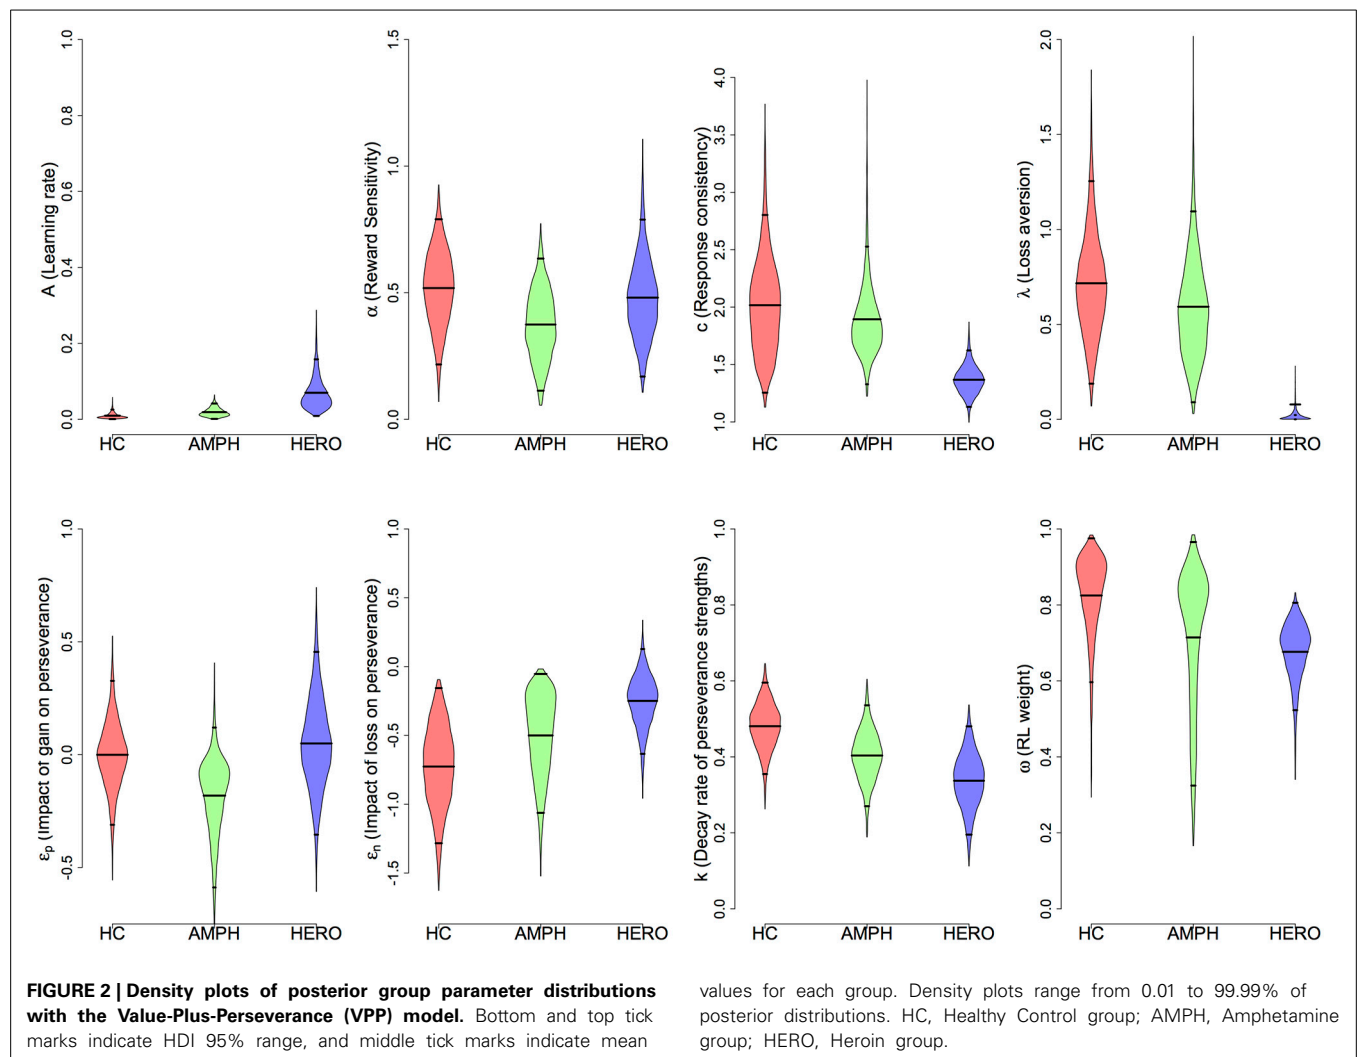 A (Learning rate)
0.0 0.2 0.4 0.6 0.8 1.0
HC AMPH HERO
α (Reward Sensitivity)
0.0 0.5 1.0 1.5
HC AMPH HERO
c (Response consistency)
1.0 1.5 2.0 2.5 3.0 3.5 4.0
HC AMPH HERO
λ (Loss aversion)
0.0 0.5 1.0 1.5 2.0
HC AMPH HERO
εp (Impact of gain on perseverance)
-0.5 0.0 0.5 1.0
HC AMPH HERO
εn (Impact of loss on perseverance)
-1.5 -1.0 -0.5 0.0 0.5 1.0
HC AMPH HERO
k (Decay rate of perseverance strengths)
0.0 0.2 0.4 0.6 0.8 1.0
HC AMPH HERO
ω (RL weight)
0.0 0.2 0.4 0.6 0.8 1.0
HC AMPH HERO
FIGURE 2 | Density plots of posterior group parameter distributions
with the Value-Plus-Perseverance (VPP) model. Bottom and top tick
marks indicate HDI 95% range, and middle tick marks indicate mean
values for each group. Density plots range from 0.01 to 99.99% of
posterior distributions. HC, Healthy Control group; AMPH, Amphetamine
group; HERO, Heroin group.